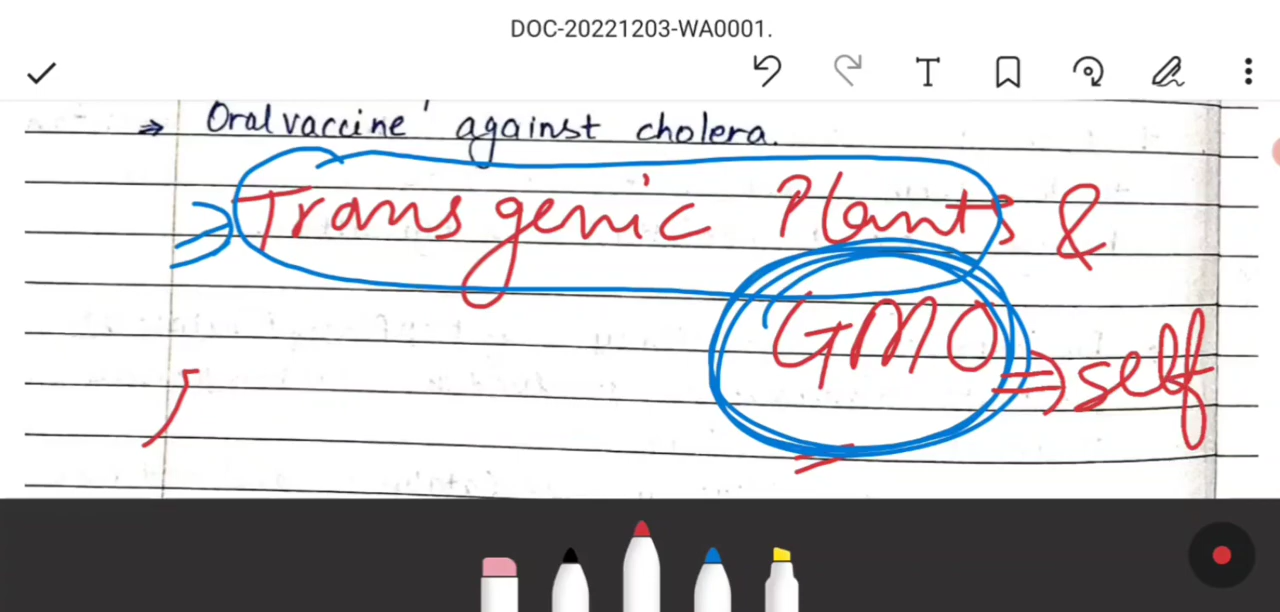 DOC-20221203-WA0001.
T
⇒ Oral vaccine against cholera.
⇒ Transgenic Plants &
GMO ⇒ self